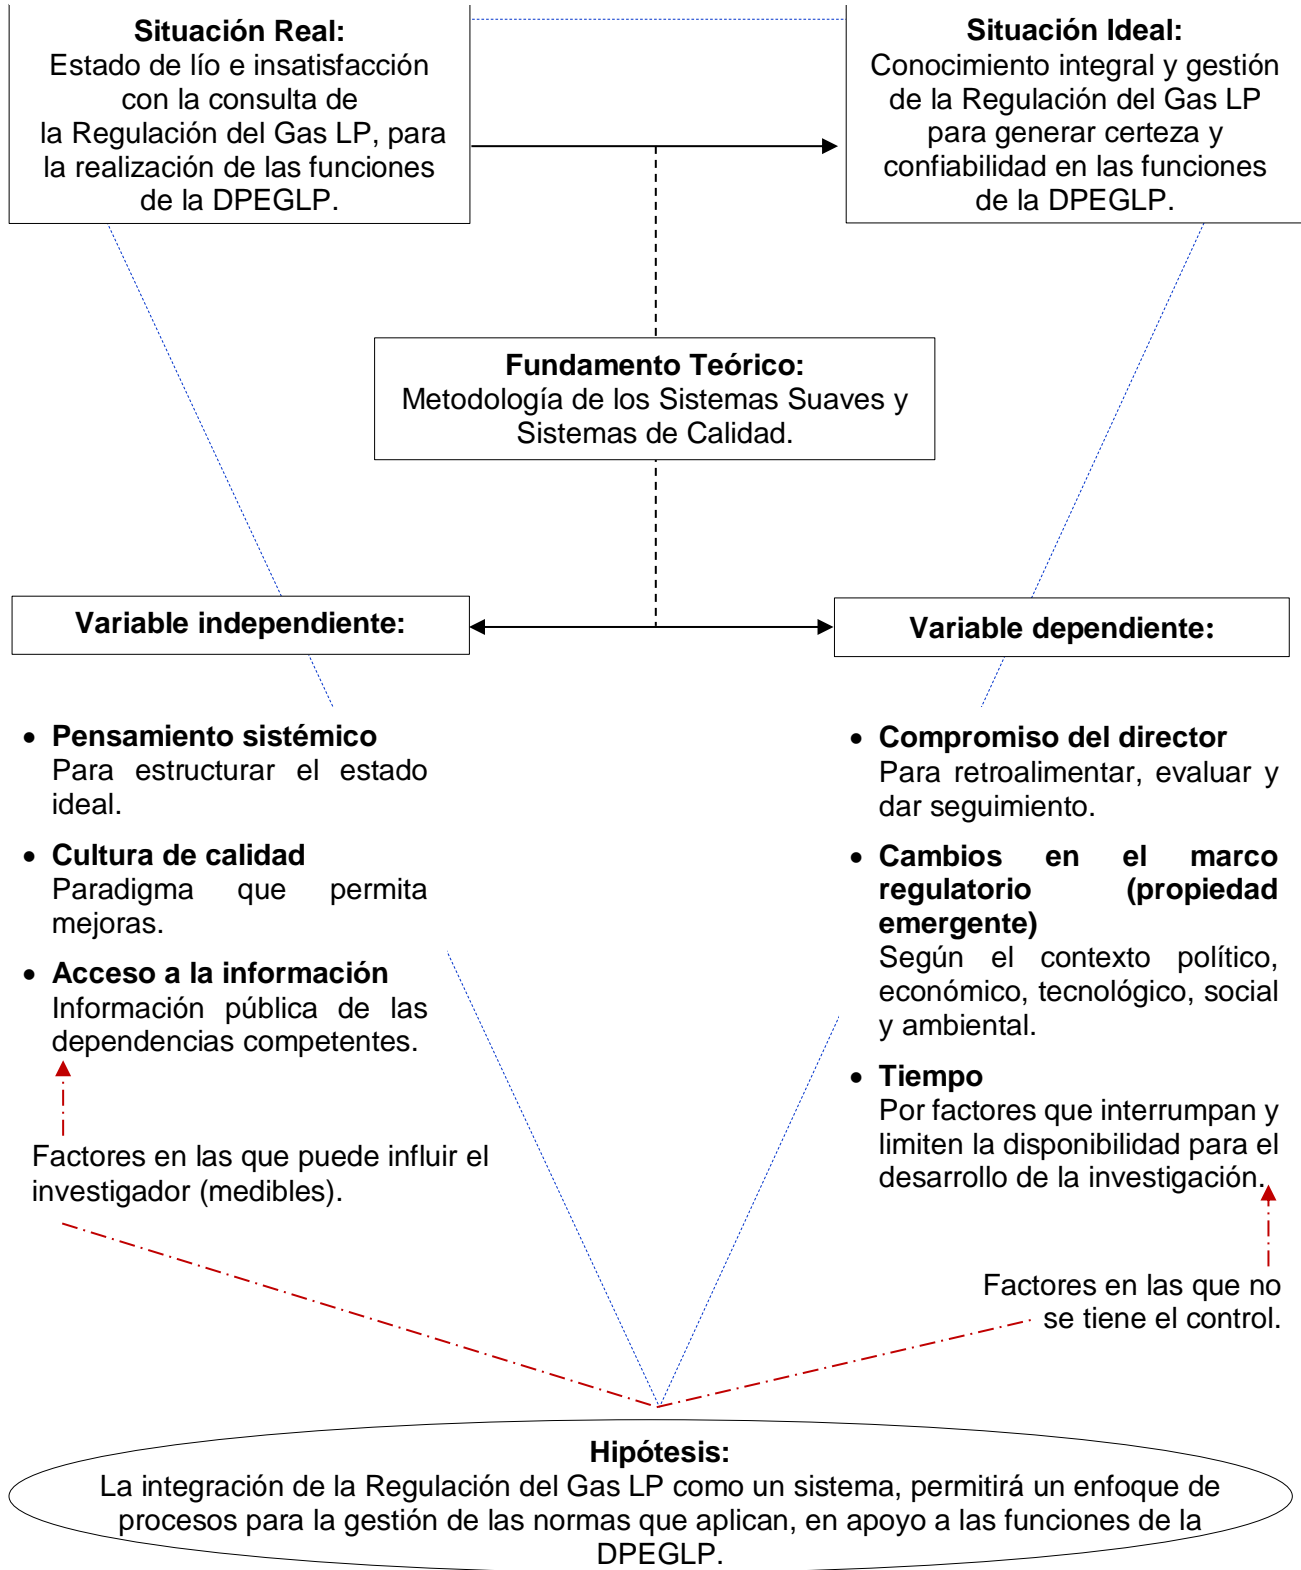 Situación Real:
Estado de lío e insatisfacción
con la consulta de
la Regulación del Gas LP, para
la realización de las funciones
de la DPEGLP.
Situación Ideal:
Conocimiento integral y gestión
de la Regulación del Gas LP
para generar certeza y
confiabilidad en las funciones
de la DPEGLP.
Fundamento Teórico:
Metodología de los Sistemas Suaves y
Sistemas de Calidad.
Variable independiente:
Variable dependiente:
• Pensamiento sistémico
Para estructurar el estado
ideal.
• Cultura de calidad
Paradigma que permita
mejoras.
• Acceso a la información
Información pública de las
dependencias competentes.
Factores en las que puede influir el
investigador (medibles).
• Compromiso del director
Para retroalimentar, evaluar y
dar seguimiento.
• Cambios en el marco
regulatorio (propiedad
emergente)
Según el contexto político,
económico, tecnológico, social
y ambiental.
• Tiempo
Por factores que interrumpan y
limiten la disponibilidad para el
desarrollo de la investigación.
Factores en las que no
se tiene el control.
Hipótesis:
La integración de la Regulación del Gas LP como un sistema, permitirá un enfoque de
procesos para la gestión de las normas que aplican, en apoyo a las funciones de la
DPEGLP.